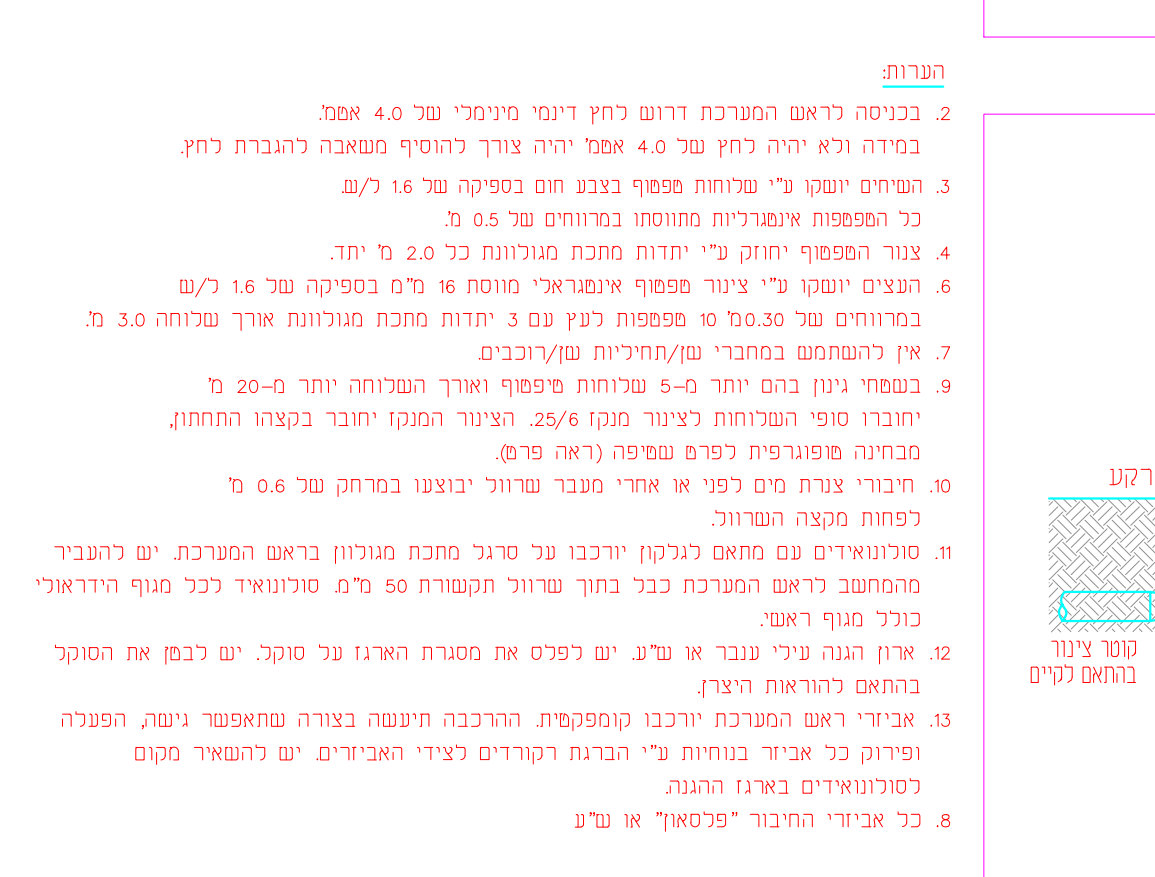 הערות:
2. בכניסה לראש המערכת דרוש לחץ דינמי מינימלי של 4.0 אטמ'.
במידה ולא יהיה לחץ של 4.0 אטמ' יהיה צורך להוסיף משאבה להגברת לחץ.
3. השיחים יושקו ע"י שלוחות טפטוף בצבע חום בספיקה של 1.6 ל/ש.
כל הטפטפות אינטגרליות מתווסתו במרווחים של 0.5 מ'.
4. צנור הטפטוף יחוזק ע"י יתדות מתכת מגולוונת כל 2.0 מ' יתד.
6. העצים יושקו ע"י צינור טפטוף אינטגראלי מווסת 16 מ"מ בספיקה של 1.6 ל/ש
במרווחים של 0.30מ' 10 טפטפות לעץ עם 3 יתדות מתכת מגולוונת אורך שלוחה 3.0 מ'.
7. אין להשתמש במחברי שן/תחיליות שן/רוכבים.
9. בשטחי גינון בהם יותר מ-5 שלוחות טיפטוף ואורך השלוחה יותר מ-20 מ'
יחוברו סופי השלוחות לצינור מנקז 25/6. הצינור המנקז יחובר בקצהו התחתון,
מבחינה טופוגרפית לפרט שטיפה (ראה פרט).
10. חיבורי צנרת מים לפני או אחרי מעבר שרוול יבוצעו במרחק של 0.6 מ'
לפחות מקצה השרוול.
11. סולונואידים עם מתאם לגלקון יורכבו על סרגל מתכת מגולוון בראש המערכת. יש להעביר
מהמחשב לראש המערכת כבל בתוך שרוול תקשורת 50 מ"מ. סולונואיד לכל מגוף הידראולי
כולל מגוף ראשי.
12. ארון הגנה עילי ענבר או ש"ע. יש לפלס את מסגרת הארגז על סוקל. יש לבטן את הסוקל
בהתאם להוראות היצרן.
13. אביזרי ראש המערכת יורכבו קומפקטית. ההרכבה תיעשה בצורה שתאפשר גישה, הפעלה
ופירוק כל אביזר בנוחיות ע"י הברגת רקורדים לצידי האביזרים. יש להשאיר מקום
לסולונואידים בארגז ההגנה.
8. כל אביזרי החיבור "פלסאון" או ש"ע
רקע
קוטר צינור
בהתאם לקיים